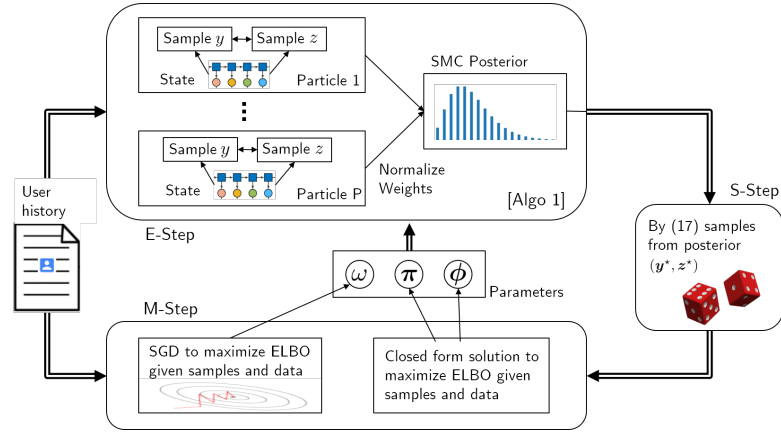 Sample y
Sample z
State
Particle 1
Sample y
Sample z
State
Particle P
SMC Posterior
Normalize
Weights
[Algo 1]
E-Step
User
history
S-Step
By (17) samples
from posterior
(y*, z*)
ω π ϕ
Parameters
M-Step
SGD to maximize ELBO
given samples and data
Closed form solution to
maximize ELBO given
samples and data